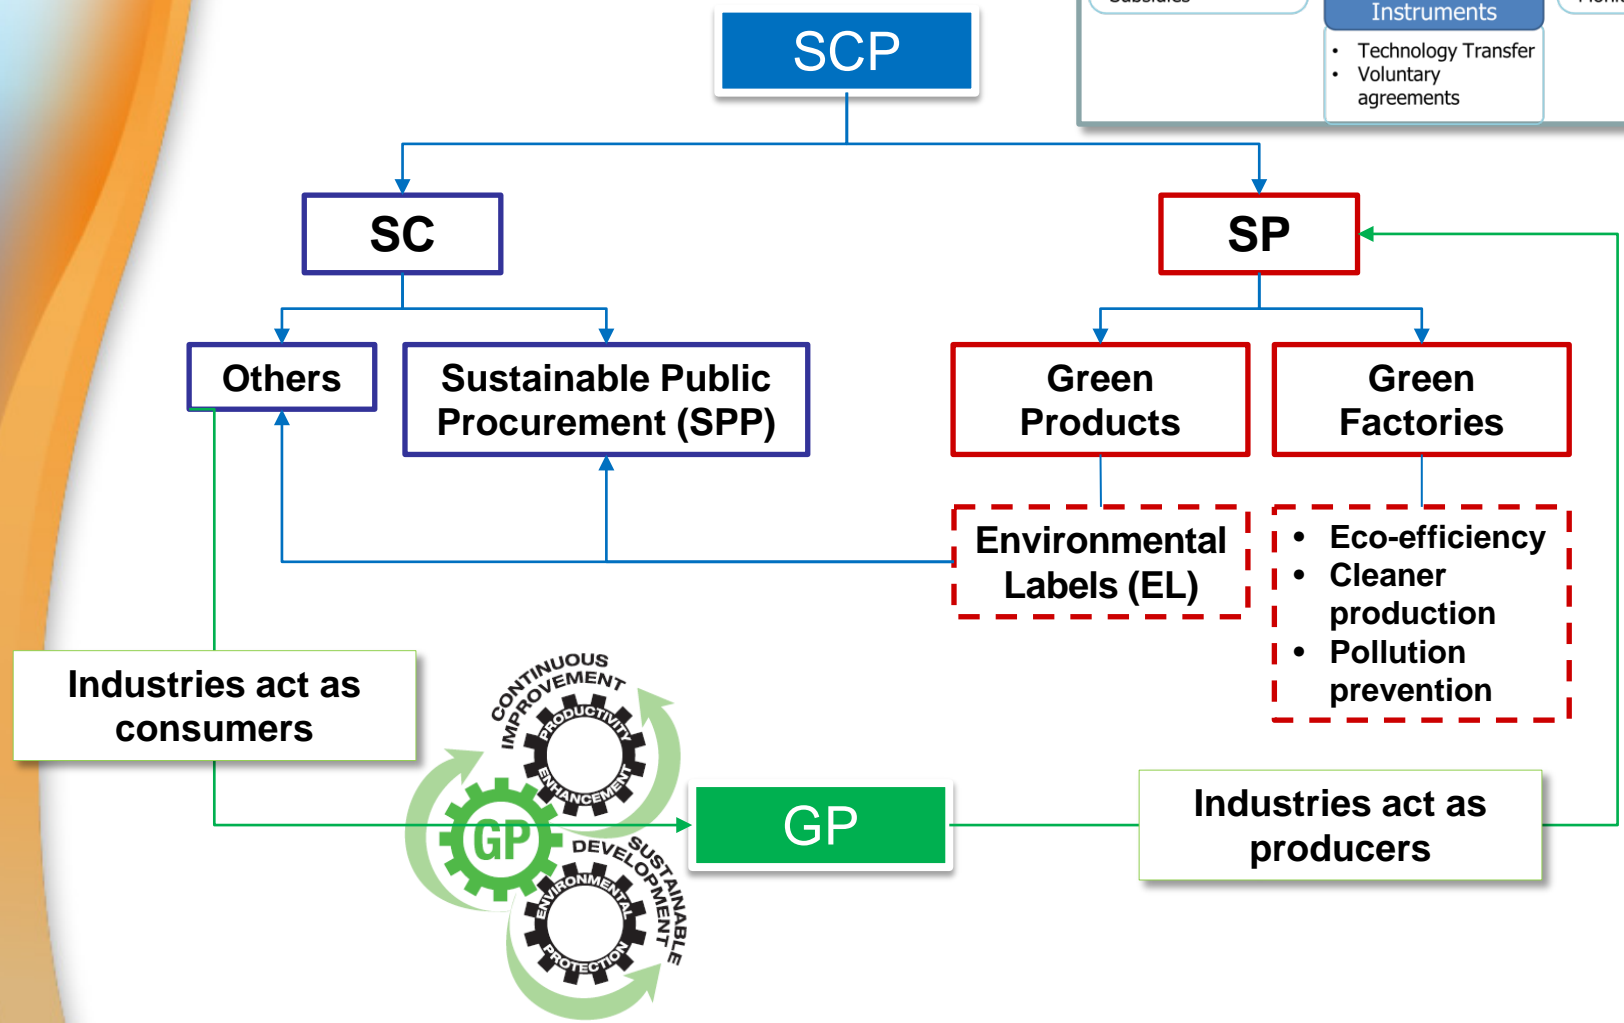 SCP
Subsidies
Instruments
• Technology Transfer
• Voluntary
agreements
SC
SP
Others
Sustainable Public
Procurement (SPP)
Green
Products
Green
Factories
Environmental
Labels (EL)
• Eco-efficiency
• Cleaner
production
• Pollution
prevention
Industries act as
consumers
CONTINUOUS
IMPROVEMENT
PRODUCTIVITY
ENHANCEMENT
GP
SUSTAINABLE
DEVELOPMENT
ENVIRONMENTAL
PROTECTION
GP
Industries act as
producers